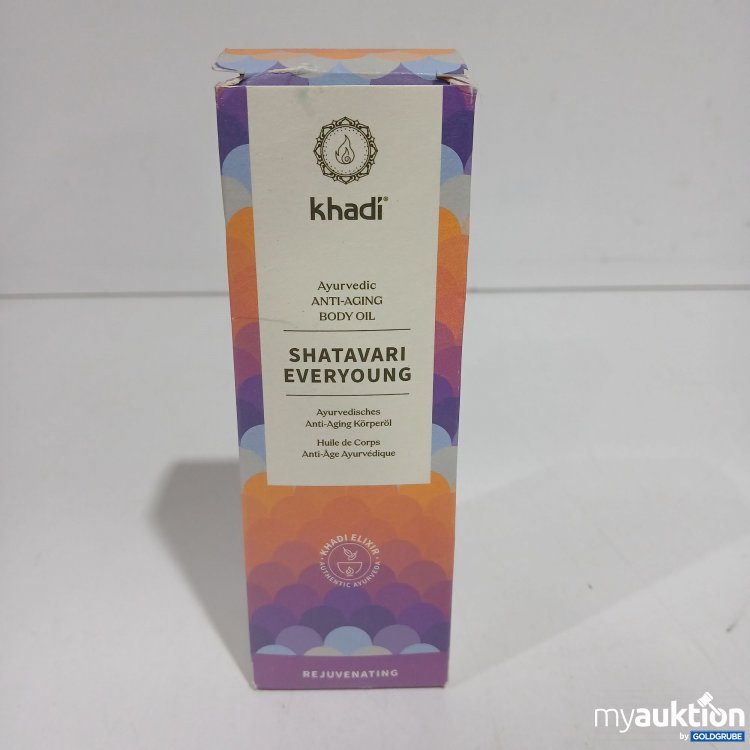 khadi®
Ayurvedic
ANTI-AGING
BODY OIL
SHATAVARI
EVERYOUNG
Ayurvedisches
Anti-Aging Körperöl
Huile de Corps
Anti-Âge Ayurvédique
KHADI ELIXIR
AUTHENTIC AYURVEDA
REJUVENATING
myauktion
by GOLDGRUBE